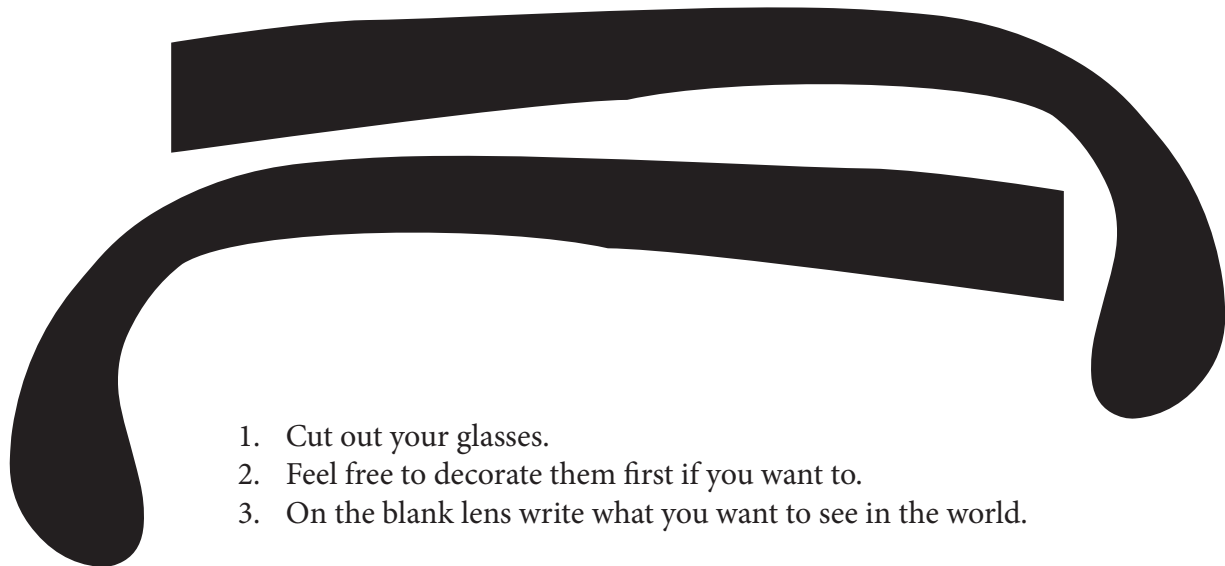 1. Cut out your glasses.
2. Feel free to decorate them first if you want to.
3. On the blank lens write what you want to see in the world.